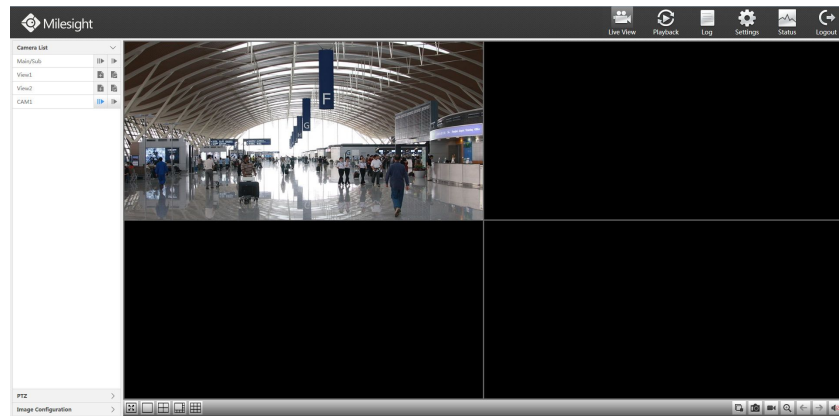 Milesight
Live View
Playback
Log
Settings
Status
Logout
Camera List
Main/Sub
View1
View2
CAM1
F
G
PTZ
Image Configuration